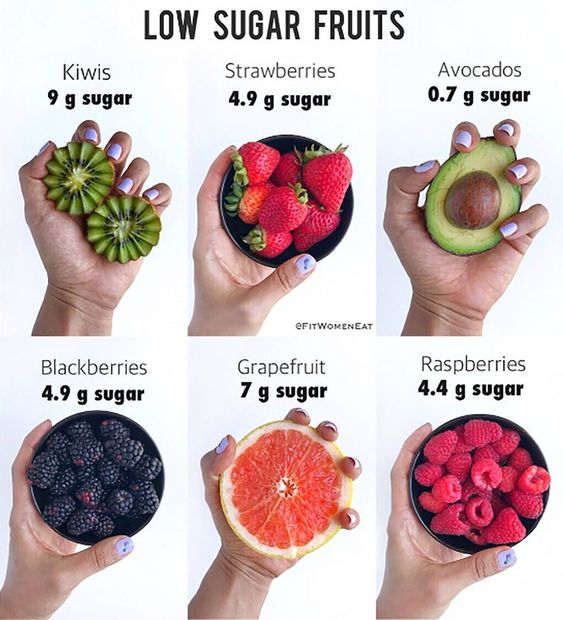 LOW SUGAR FRUITS
Kiwis
9 g sugar
Strawberries
4.9 g sugar
Avocados
0.7 g sugar
@FitWomenEat
Blackberries
4.9 g sugar
Grapefruit
7 g sugar
Raspberries
4.4 g sugar